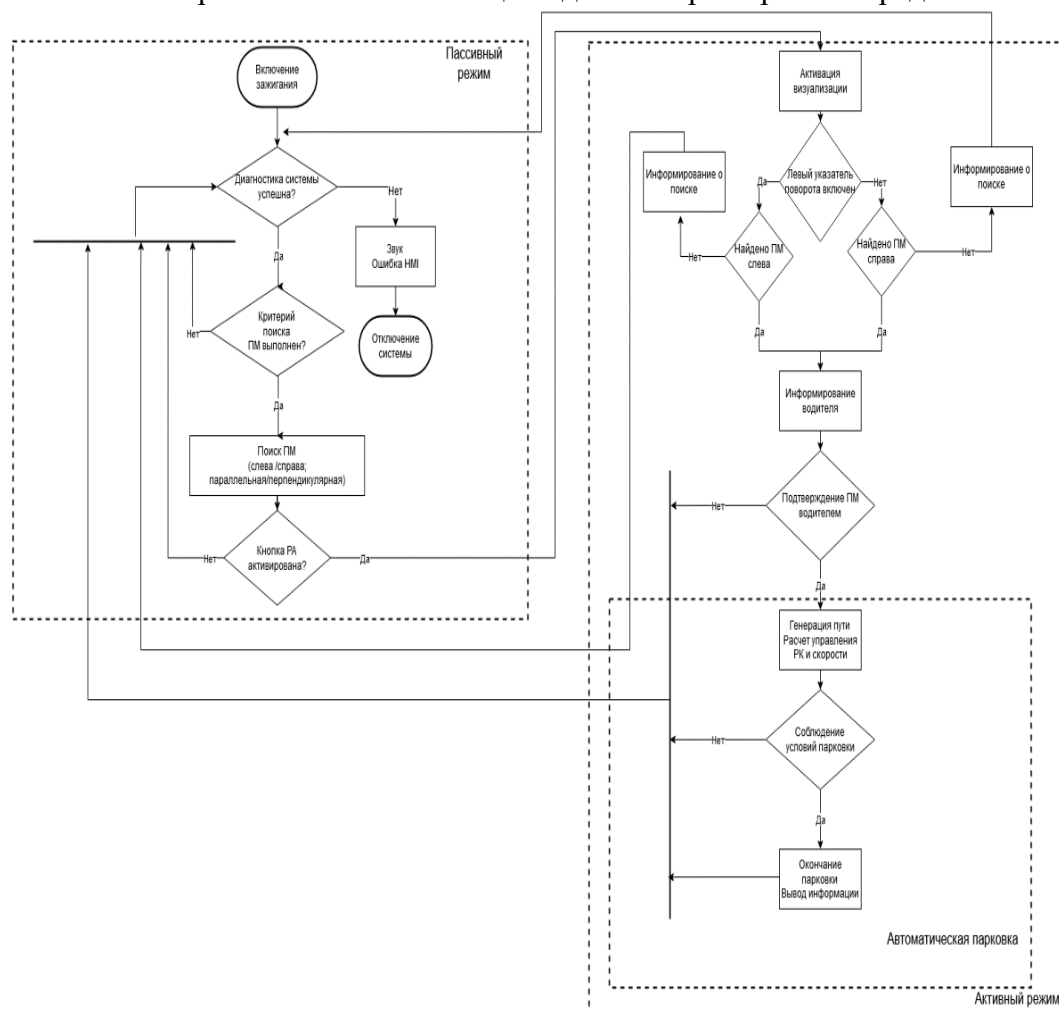 Пассивный
режим
Включение
зажигания
Диагностика системы
успешна?
Нет
Звук
Ошибка HMI
Отключение
системы
Да
Критерий
поиска
ПМ выполнен?
Нет
Да
Поиск ПМ
(слева /справа;
параллельная/перпендикулярная)
Кнопка РА
активирована?
Нет
Да
Активация
визуализации
Левый указатель
поворота включен
Да
Нет
Информирование о
поиске
Информирование о
поиске
Найдено ПМ
слева
Нет
Найдено ПМ
справа
Нет
Да
Да
Информирование
водителя
Подтверждение ПМ
водителем
Нет
Да
Генерация пути
Расчет управления
РК и скорости
Соблюдение
условий парковки
Нет
Да
Окончание
парковки
Вывод информации
Автоматическая парковка
Активный режим